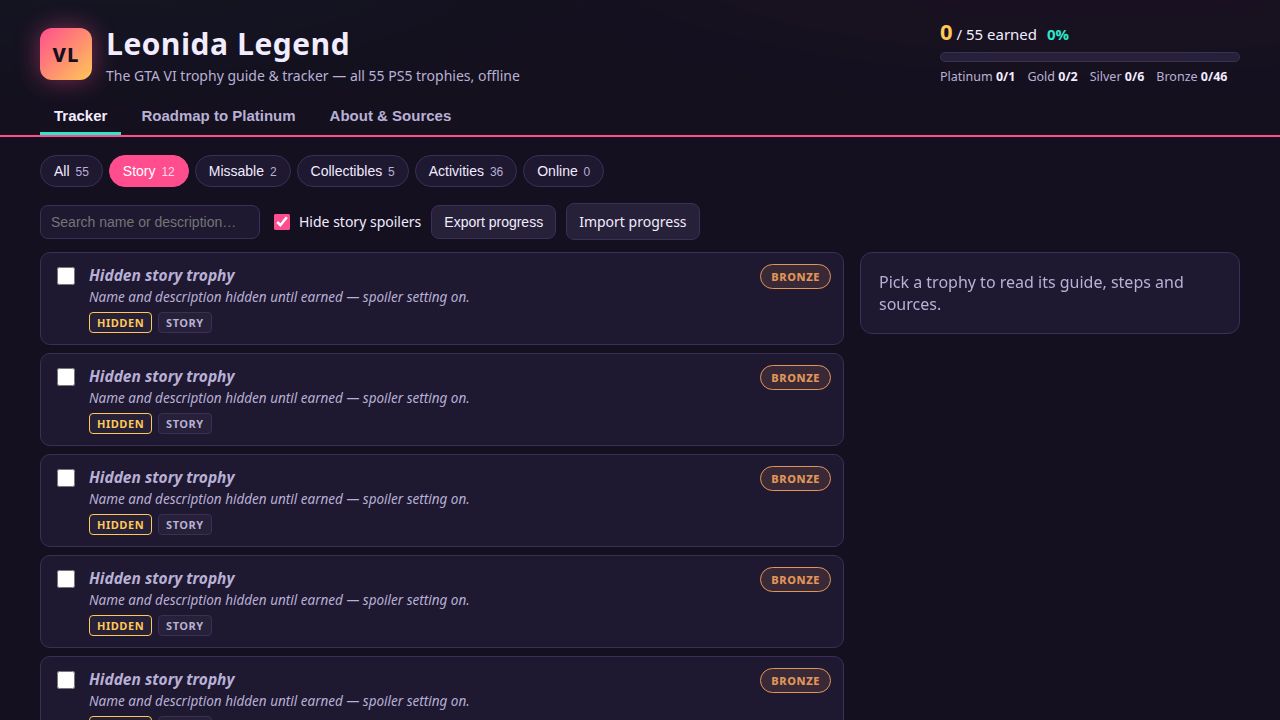 VL
Leonida Legend
The GTA VI trophy guide & tracker — all 55 PS5 trophies, offline
0 / 55 earned 0%
Platinum 0/1 Gold 0/2 Silver 0/6 Bronze 0/46
Tracker Roadmap to Platinum About & Sources
All 55 Story 12 Missable 2 Collectibles 5 Activities 36 Online 0
Search name or description… Hide story spoilers Export progress Import progress
Hidden story trophy BRONZE
Name and description hidden until earned — spoiler setting on.
HIDDEN STORY
Pick a trophy to read its guide, steps and
sources.
Hidden story trophy BRONZE
Name and description hidden until earned — spoiler setting on.
HIDDEN STORY
Hidden story trophy BRONZE
Name and description hidden until earned — spoiler setting on.
HIDDEN STORY
Hidden story trophy BRONZE
Name and description hidden until earned — spoiler setting on.
HIDDEN STORY
Hidden story trophy BRONZE
Name and description hidden until earned — spoiler setting on.